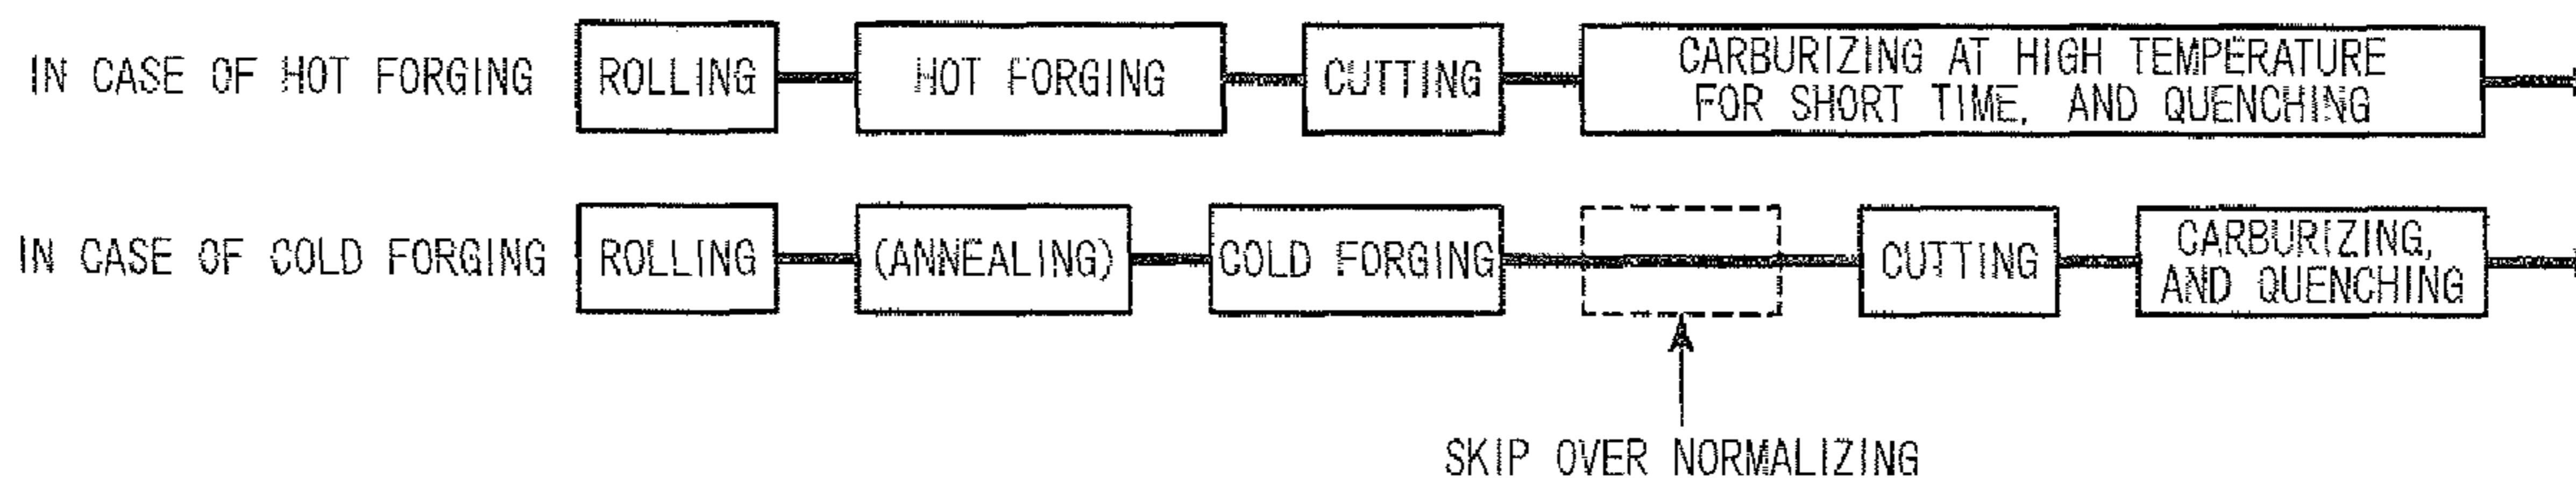 IN CASE OF HOT FORGING ROLLING HOT FORGING CUTTING CARBURIZING AT HIGH TEMPERATURE
FOR SHORT TIME, AND QUENCHING
IN CASE OF COLD FORGING ROLLING (ANNEALING) COLD FORGING CUTTING CARBURIZING,
AND QUENCHING
SKIP OVER NORMALIZING